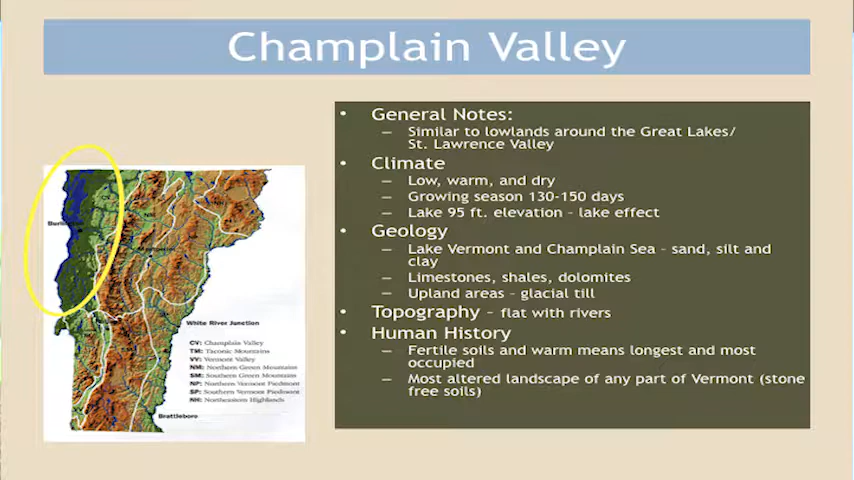 Champlain Valley
• General Notes:
– Similar to lowlands around the Great Lakes/
St. Lawrence Valley
• Climate
– Low, warm, and dry
– Growing season 130-150 days
– Lake 95 ft. elevation – lake effect
• Geology
– Lake Vermont and Champlain Sea – sand, silt and
clay
– Limestones, shales, dolomites
– Upland areas – glacial till
• Topography – flat with rivers
• Human History
– Fertile soils and warm means longest and most
occupied
– Most altered landscape of any part of Vermont (stone
free soils)
White River Junction
CV: Champlain Valley
TM: Taconic Mountains
VV: Vermont Valley
NM: Northern Green Mountains
SM: Southern Green Mountains
NP: Northern Vermont Piedmont
SP: Southern Vermont Piedmont
NH: Northeastern Highlands
Brattleboro